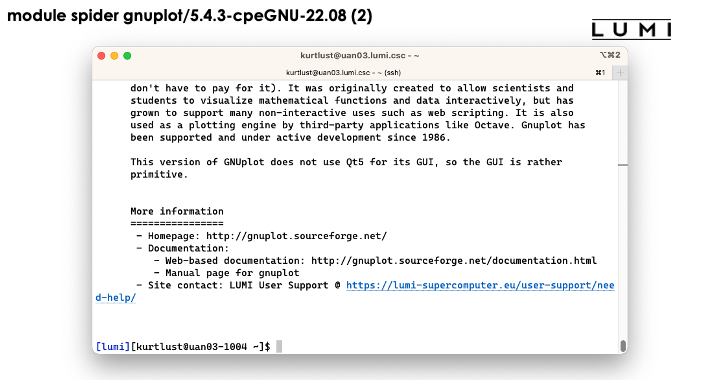 module spider gnuplot/5.4.3-cpeGNU-22.08 (2)
LUMI
kurtlust@uan03.lumi.csc - ~
⌥⌘2
kurtlust@uan03.lumi.csc - ~ (ssh)
⌘1
+
don't have to pay for it). It was originally created to allow scientists and
students to visualize mathematical functions and data interactively, but has
grown to support many non-interactive uses such as web scripting. It is also
used as a plotting engine by third-party applications like Octave. Gnuplot has
been supported and under active development since 1986.
This version of GNUplot does not use Qt5 for its GUI, so the GUI is rather
primitive.
More information
================
- Homepage: http://gnuplot.sourceforge.net/
- Documentation:
- Web-based documentation: http://gnuplot.sourceforge.net/documentation.html
- Manual page for gnuplot
- Site contact: LUMI User Support @ https://lumi-supercomputer.eu/user-support/nee
d-help/
[lumi][kurtlust@uan03-1004 ~]$